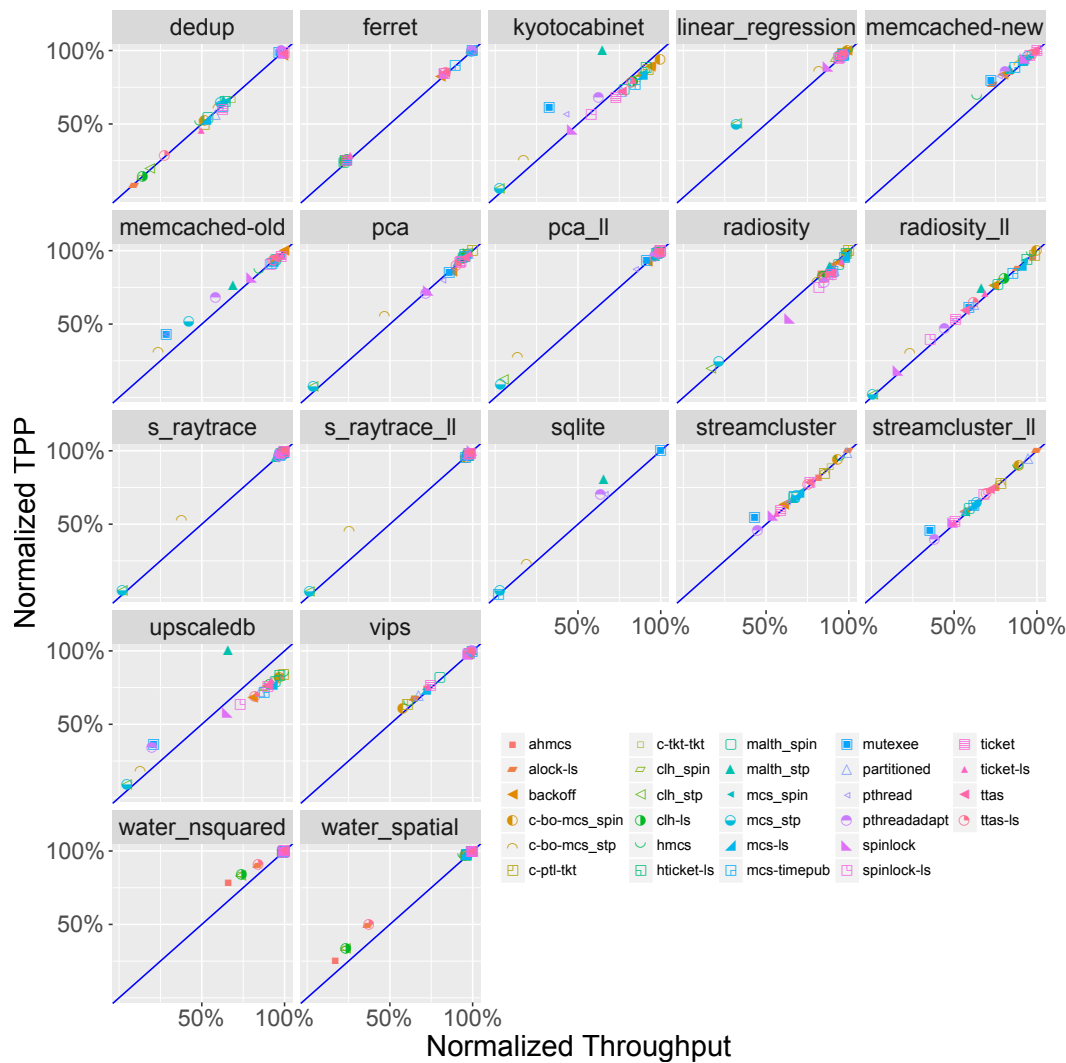 dedup ferret kyotocabinet linear_regression memcached-new
100%
50%
memcached-old pca pca_ll radiosity radiosity_ll
100%
50%
s_raytrace s_raytrace_ll sqlite streamcluster streamcluster_ll
100%
50%
50% 100% 50% 100% 50% 100%
upscaledb vips
100%
50%
water_nsquared water_spatial
100%
50%
50% 100% 50% 100%
Normalized TPP
Normalized Throughput
ahmcs c-tkt-tkt malth_spin mutexee ticket
alock-ls clh_spin malth_stp partitioned ticket-ls
backoff clh_stp mcs_spin pthread ttas
c-bo-mcs_spin clh-ls mcs_stp pthreadadapt ttas-ls
c-bo-mcs_stp hmcs mcs-ls spinlock
c-ptl-tkt hticket-ls mcs-timepub spinlock-ls